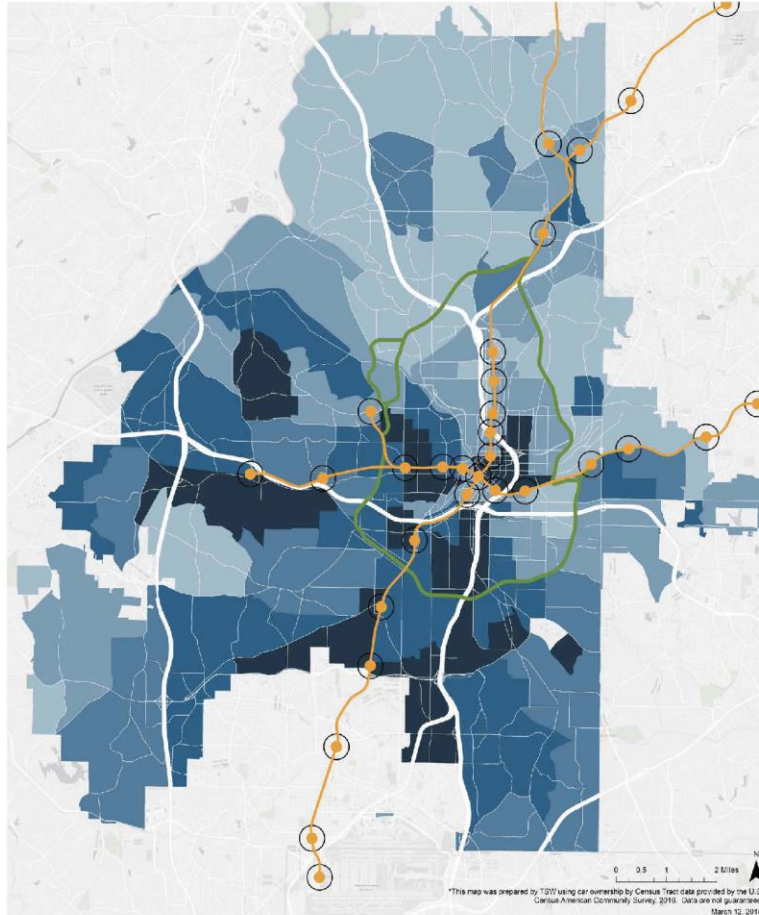 N
0 0.5 1 2 Miles
*This map was prepared by TSW using car ownership by Census Tract data provided by the U.S
Census American Community Survey, 2016. Data are not guaranteed
March 12, 2018